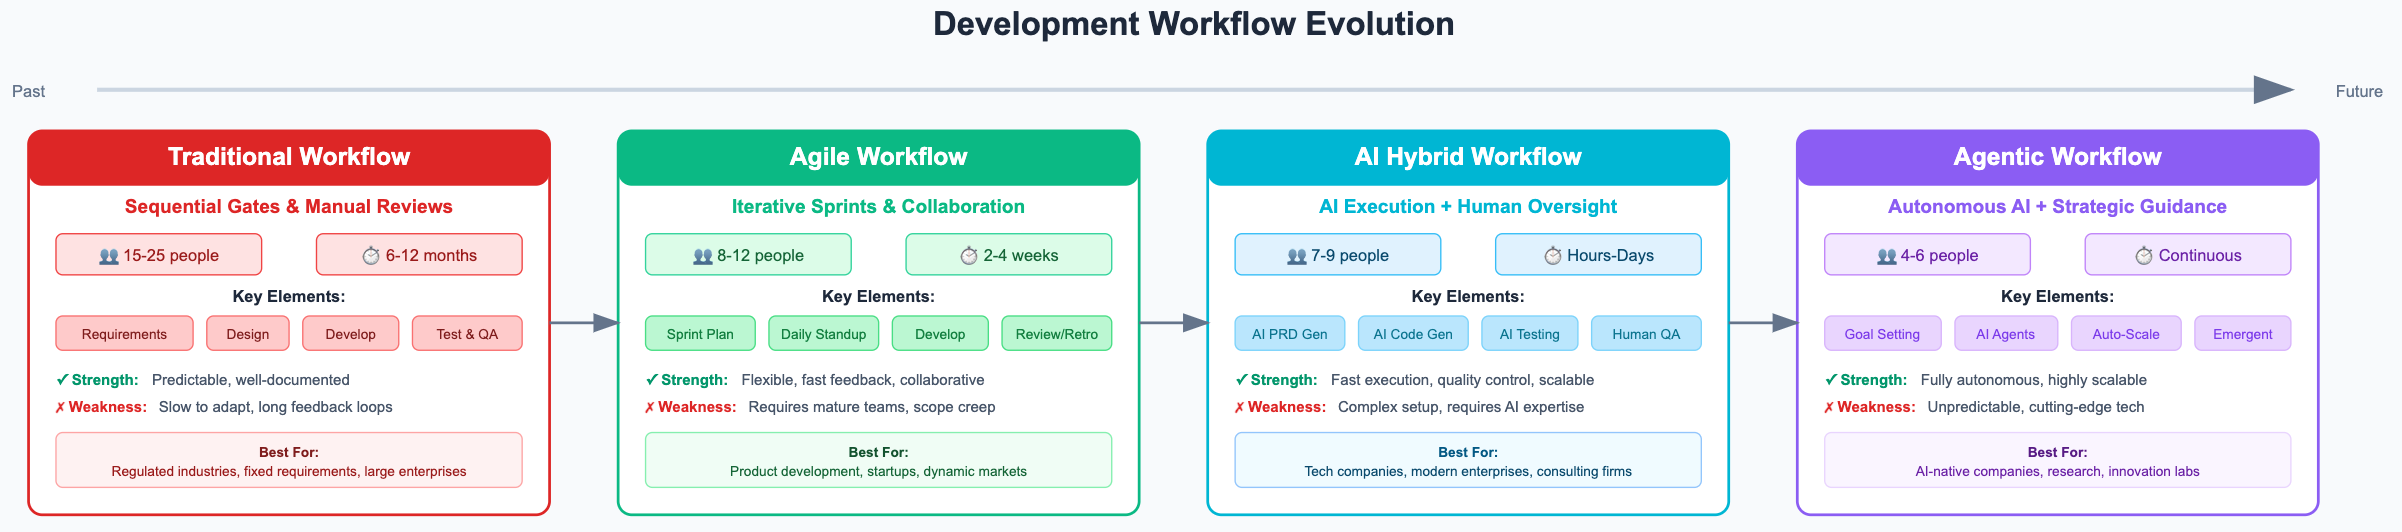 Development Workflow Evolution
Past
Future
Traditional Workflow
Sequential Gates & Manual Reviews
👥 15-25 people
⏱️ 6-12 months
Key Elements:
Requirements
Design
Develop
Test & QA
✓ Strength: Predictable, well-documented
✗ Weakness: Slow to adapt, long feedback loops
Best For:
Regulated industries, fixed requirements, large enterprises
Agile Workflow
Iterative Sprints & Collaboration
👥 8-12 people
⏱️ 2-4 weeks
Key Elements:
Sprint Plan
Daily Standup
Develop
Review/Retro
✓ Strength: Flexible, fast feedback, collaborative
✗ Weakness: Requires mature teams, scope creep
Best For:
Product development, startups, dynamic markets
AI Hybrid Workflow
AI Execution + Human Oversight
👥 7-9 people
⏱️ Hours-Days
Key Elements:
AI PRD Gen
AI Code Gen
AI Testing
Human QA
✓ Strength: Fast execution, quality control, scalable
✗ Weakness: Complex setup, requires AI expertise
Best For:
Tech companies, modern enterprises, consulting firms
Agentic Workflow
Autonomous AI + Strategic Guidance
👥 4-6 people
⏱️ Continuous
Key Elements:
Goal Setting
AI Agents
Auto-Scale
Emergent
✓ Strength: Fully autonomous, highly scalable
✗ Weakness: Unpredictable, cutting-edge tech
Best For:
AI-native companies, research, innovation labs